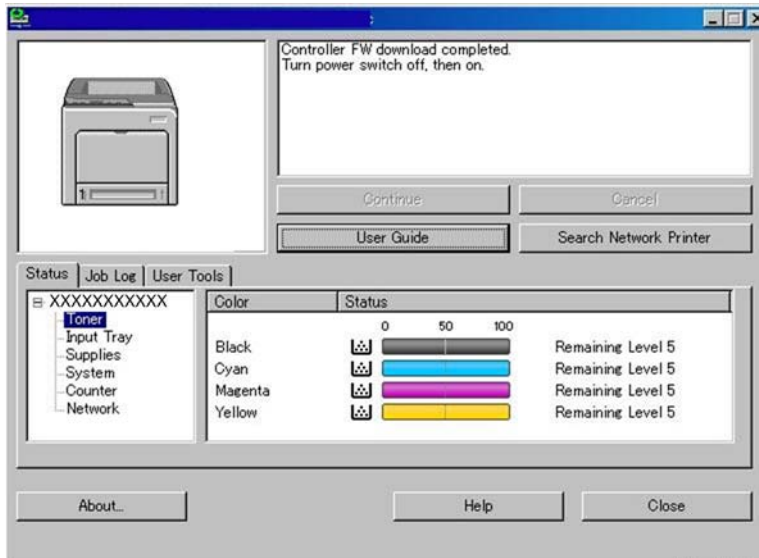 Controller FW download completed.
Turn power switch off, then on.
Continue
Cancel
User Guide
Search Network Printer
Status
Job Log
User Tools
XXXXXXXXXXX
Toner
Input Tray
Supplies
System
Counter
Network
Color
Status
0 50 100
Black
Remaining Level 5
Cyan
Remaining Level 5
Magenta
Remaining Level 5
Yellow
Remaining Level 5
About...
Help
Close
1